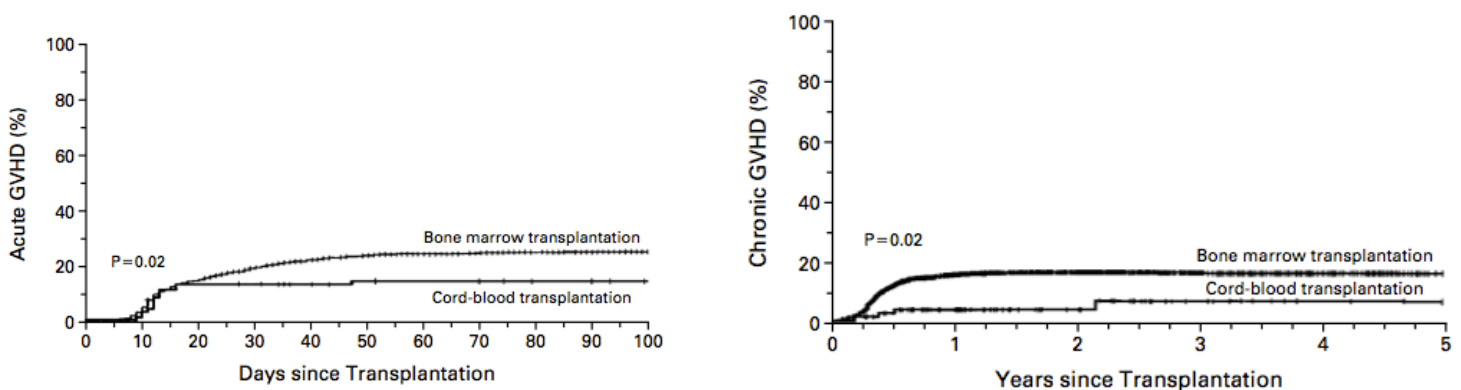 Acute GVHD (%)
100
80
60
40
20
0
P=0.02
Bone marrow transplantation
Cord-blood transplantation
0 10 20 30 40 50 60 70 80 90 100
Days since Transplantation
Chronic GVHD (%)
100
80
60
40
20
0
P=0.02
Bone marrow transplantation
Cord-blood transplantation
0 1 2 3 4 5
Years since Transplantation